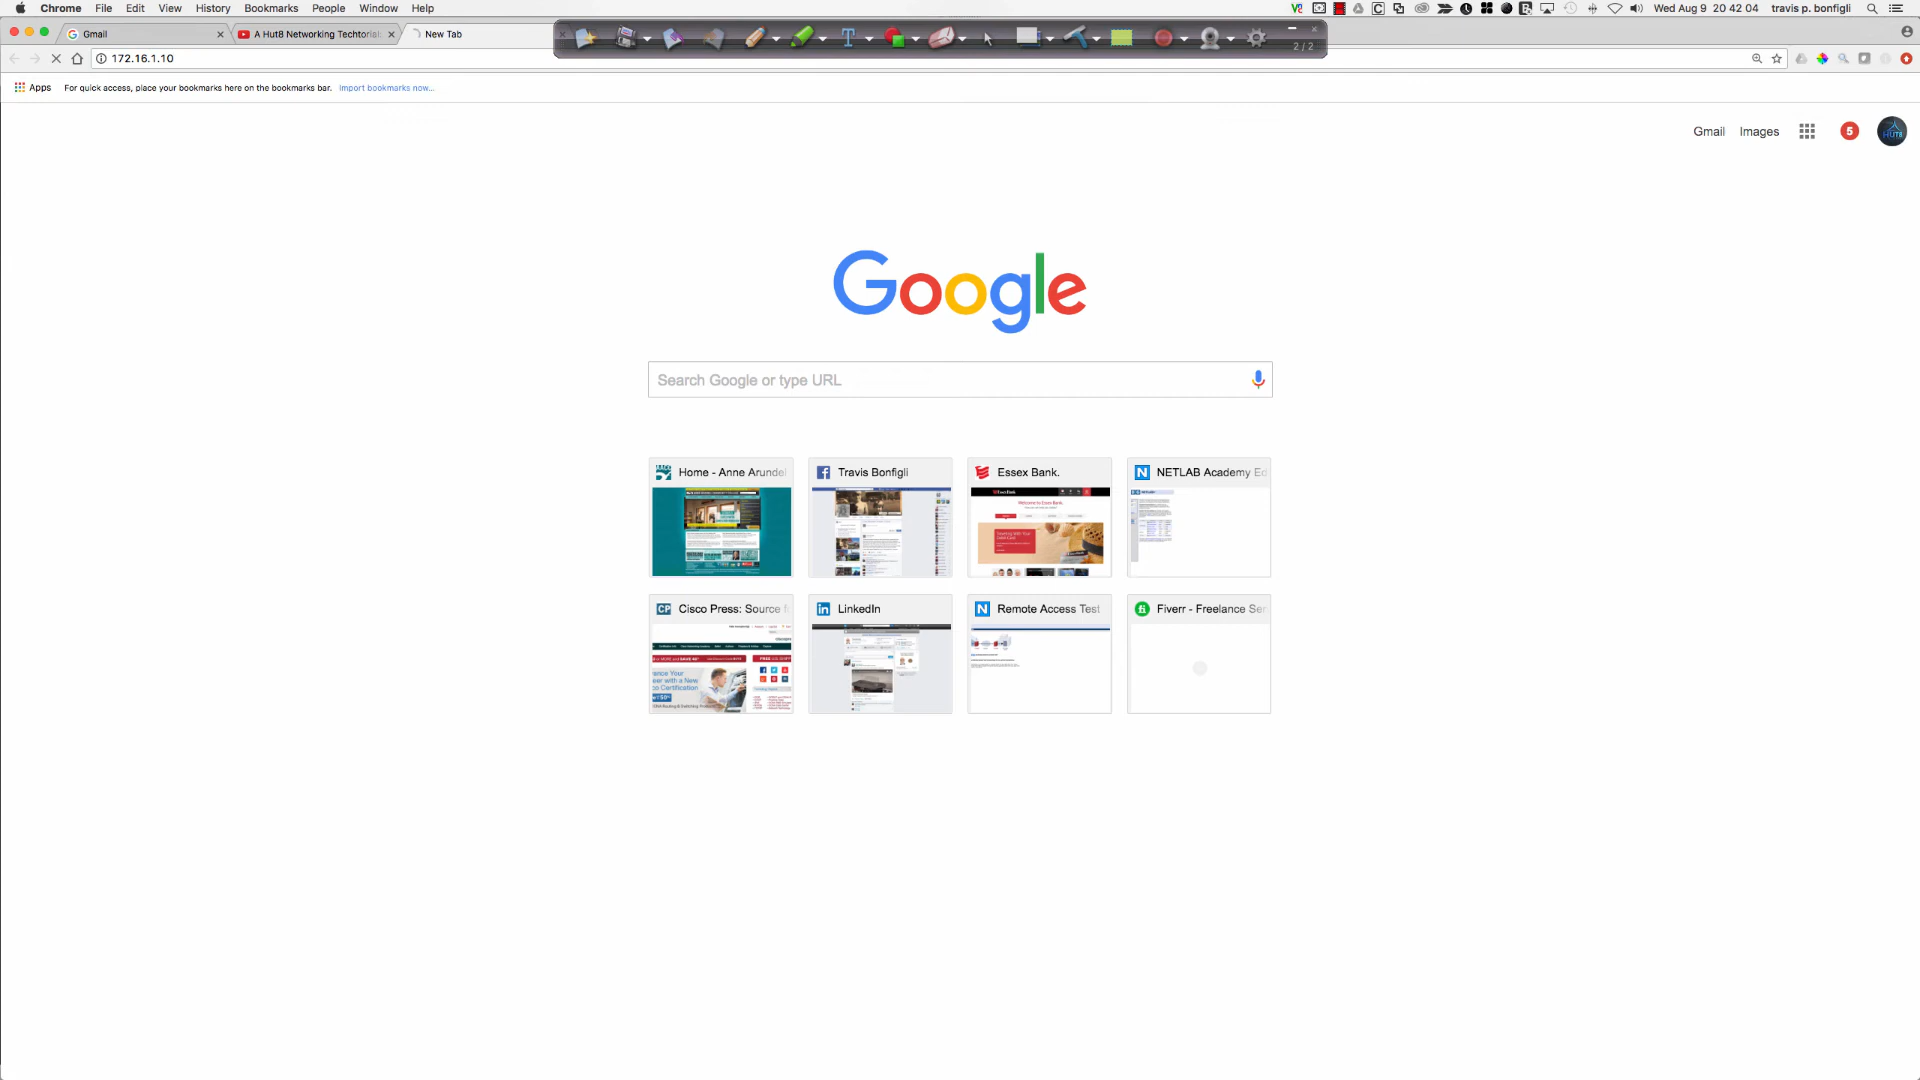 Chrome File Edit View History Bookmarks People Window Help
Wed Aug 9 20 42 04 travis p. bonfigli
Gmail
A Hut8 Networking Techtorial
New Tab
2 / 2
172.16.1.10
Apps For quick access, place your bookmarks here on the bookmarks bar. Import bookmarks now...
Gmail Images 5
HUT8
Google
Search Google or type URL
Home - Anne Arundel
Travis Bonfigli
Essex Bank.
NETLAB Academy Ed
Cisco Press: Source f
LinkedIn
Remote Access Test
Fiverr - Freelance Ser